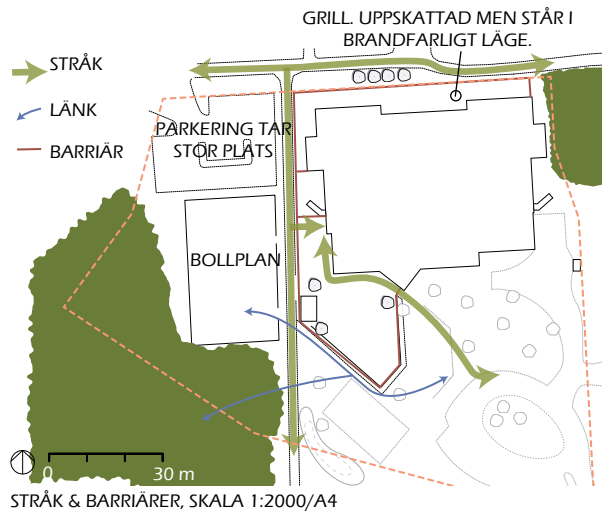 GRILL. UPPSKATTAD MEN STÅR I
BRANDFARLIGT LÄGE.
STRÅK
LÄNK
BARRIÄR
PARKERING TAR
STOR PLATS
BOLLPLAN
0 30 m
STRÅK & BARRIÄRER, SKALA 1:2000/A4